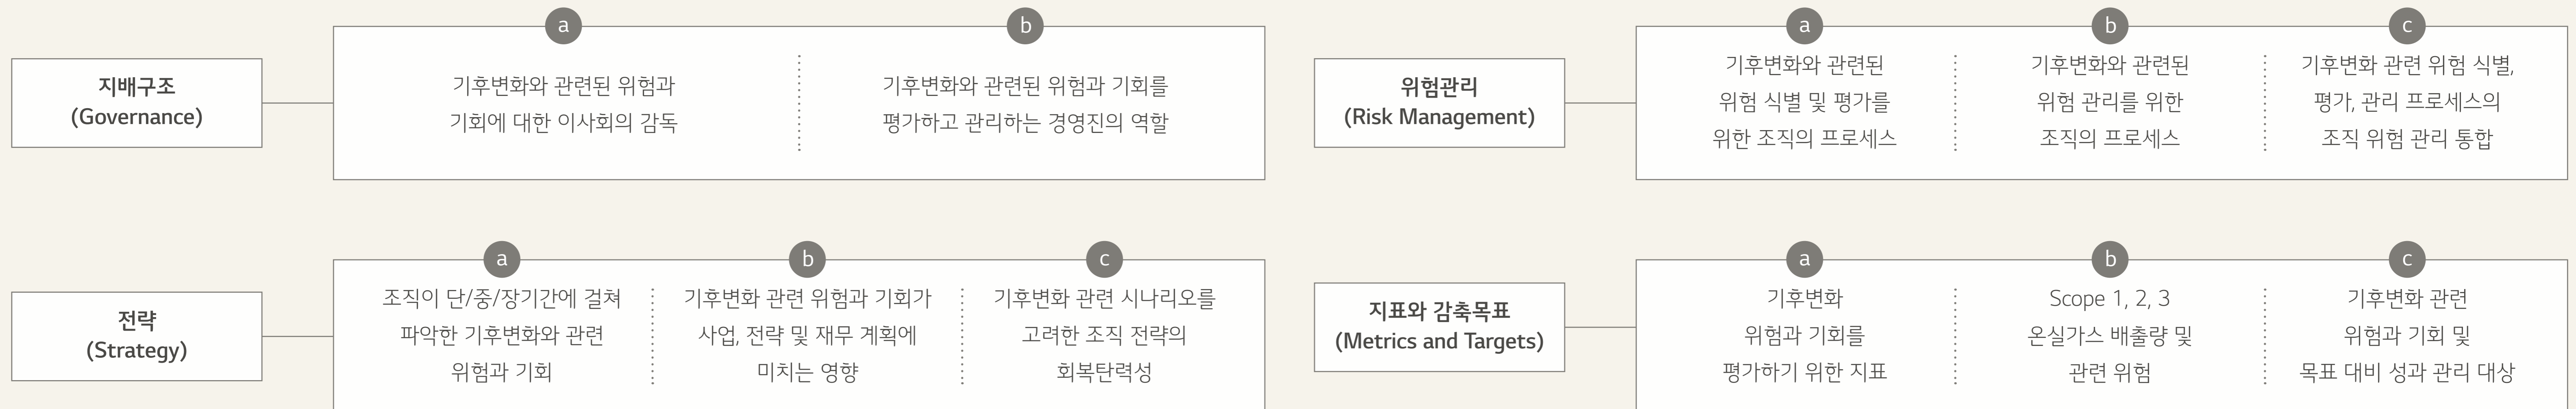 지배구조
(Governance)
a
기후변화와 관련된 위험과
기회에 대한 이사회의 감독
b
기후변화와 관련된 위험과 기회를
평가하고 관리하는 경영진의 역할
위험관리
(Risk Management)
a
기후변화와 관련된
위험 식별 및 평가를
위한 조직의 프로세스
b
기후변화와 관련된
위험 관리를 위한
조직의 프로세스
c
기후변화 관련 위험 식별,
평가, 관리 프로세스의
조직 위험 관리 통합
전략
(Strategy)
a
조직이 단/중/장기간에 걸쳐
파악한 기후변화와 관련
위험과 기회
b
기후변화 관련 위험과 기회가
사업, 전략 및 재무 계획에
미치는 영향
c
기후변화 관련 시나리오를
고려한 조직 전략의
회복탄력성
지표와 감축목표
(Metrics and Targets)
a
기후변화
위험과 기회를
평가하기 위한 지표
b
Scope 1, 2, 3
온실가스 배출량 및
관련 위험
c
기후변화 관련
위험과 기회 및
목표 대비 성과 관리 대상